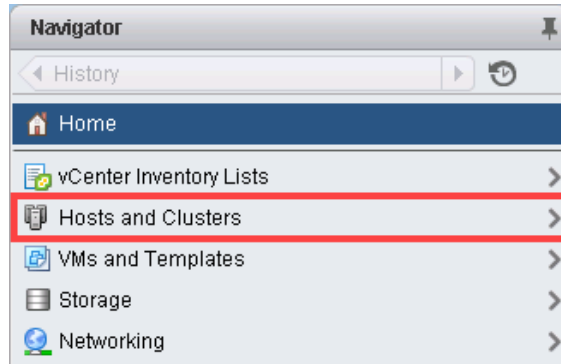 Navigator
History
Home
vCenter Inventory Lists
Hosts and Clusters
VMs and Templates
Storage
Networking